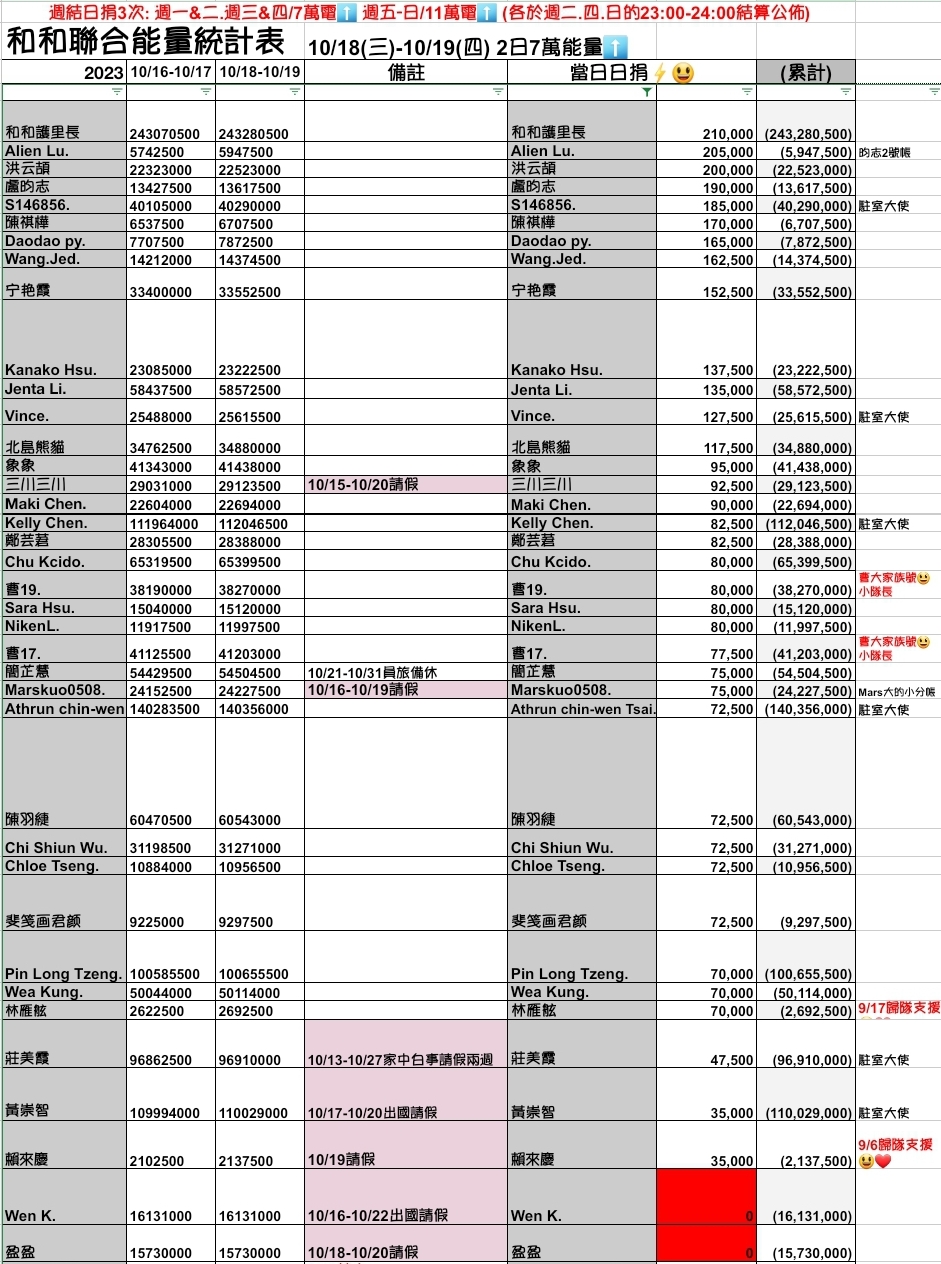 週結日捐3次: 週一&二.週三&四/7萬電⬆️ 週五-日/11萬電⬆️ (各於週二.四.日的23:00-24:00結算公佈)
和和聯合能量統計表 10/18(三)-10/19(四) 2日7萬能量⬆️
2023 10/16-10/17 10/18-10/19 備註 當日日捐⚡😃 (累計)
和和護里長 243070500 243280500 和和護里長 210,000 (243,280,500)
Alien Lu. 5742500 5947500 Alien Lu. 205,000 (5,947,500) 昀志2號帳
洪云頡 22323000 22523000 洪云頡 200,000 (22,523,000)
盧昀志 13427500 13617500 盧昀志 190,000 (13,617,500)
S146856. 40105000 40290000 S146856. 185,000 (40,290,000) 駐室大使
陳祺樺 6537500 6707500 陳祺樺 170,000 (6,707,500)
Daodao py. 7707500 7872500 Daodao py. 165,000 (7,872,500)
Wang.Jed. 14212000 14374500 Wang.Jed. 162,500 (14,374,500)
宁艳霞 33400000 33552500 宁艳霞 152,500 (33,552,500)
Kanako Hsu. 23085000 23222500 Kanako Hsu. 137,500 (23,222,500)
Jenta Li. 58437500 58572500 Jenta Li. 135,000 (58,572,500)
Vince. 25488000 25615500 Vince. 127,500 (25,615,500) 駐室大使
北島熊貓 34762500 34880000 北島熊貓 117,500 (34,880,000)
象象 41343000 41438000 象象 95,000 (41,438,000)
三川三川 29031000 29123500 10/15-10/20請假 三川三川 92,500 (29,123,500)
Maki Chen. 22604000 22694000 Maki Chen. 90,000 (22,694,000)
Kelly Chen. 111964000 112046500 Kelly Chen. 82,500 (112,046,500) 駐室大使
鄭芸莙 28305500 28388000 鄭芸莙 82,500 (28,388,000)
Chu Kcido. 65319500 65399500 Chu Kcido. 80,000 (65,399,500)
曹19. 38190000 38270000 曹19. 80,000 (38,270,000) 曹大家族號😃
小隊長
Sara Hsu. 15040000 15120000 Sara Hsu. 80,000 (15,120,000)
NikenL. 11917500 11997500 NikenL. 80,000 (11,997,500)
曹17. 41125500 41203000 曹17. 77,500 (41,203,000) 曹大家族號😃
小隊長
簡芷慧 54429500 54504500 10/21-10/31員旅備休 簡芷慧 75,000 (54,504,500)
Marskuo0508. 24152500 24227500 10/16-10/19請假 Marskuo0508. 75,000 (24,227,500) Mars大的小分帳
Athrun chin-wen 140283500 140356000 Athrun chin-wen Tsai. 72,500 (140,356,000) 駐室大使
陳羽緁 60470500 60543000 陳羽緁 72,500 (60,543,000)
Chi Shiun Wu. 31198500 31271000 Chi Shiun Wu. 72,500 (31,271,000)
Chloe Tseng. 10884000 10956500 Chloe Tseng. 72,500 (10,956,500)
斐笺画君颜 9225000 9297500 斐笺画君颜 72,500 (9,297,500)
Pin Long Tzeng. 100585500 100655500 Pin Long Tzeng. 70,000 (100,655,500)
Wea Kung. 50044000 50114000 Wea Kung. 70,000 (50,114,000)
林雁舷 2622500 2692500 林雁舷 70,000 (2,692,500) 9/17歸隊支援
莊美霞 96862500 96910000 10/13-10/27家中白事請假兩週 莊美霞 47,500 (96,910,000) 駐室大使
黃崇智 109994000 110029000 10/17-10/20出國請假 黃崇智 35,000 (110,029,000) 駐室大使
賴來慶 2102500 2137500 10/19請假 賴來慶 35,000 (2,137,500) 9/6歸隊支援
😃❤️
Wen K. 16131000 16131000 10/16-10/22出國請假 Wen K. 0 (16,131,000)
盈盈 15730000 15730000 10/18-10/20請假 盈盈 0 (15,730,000)